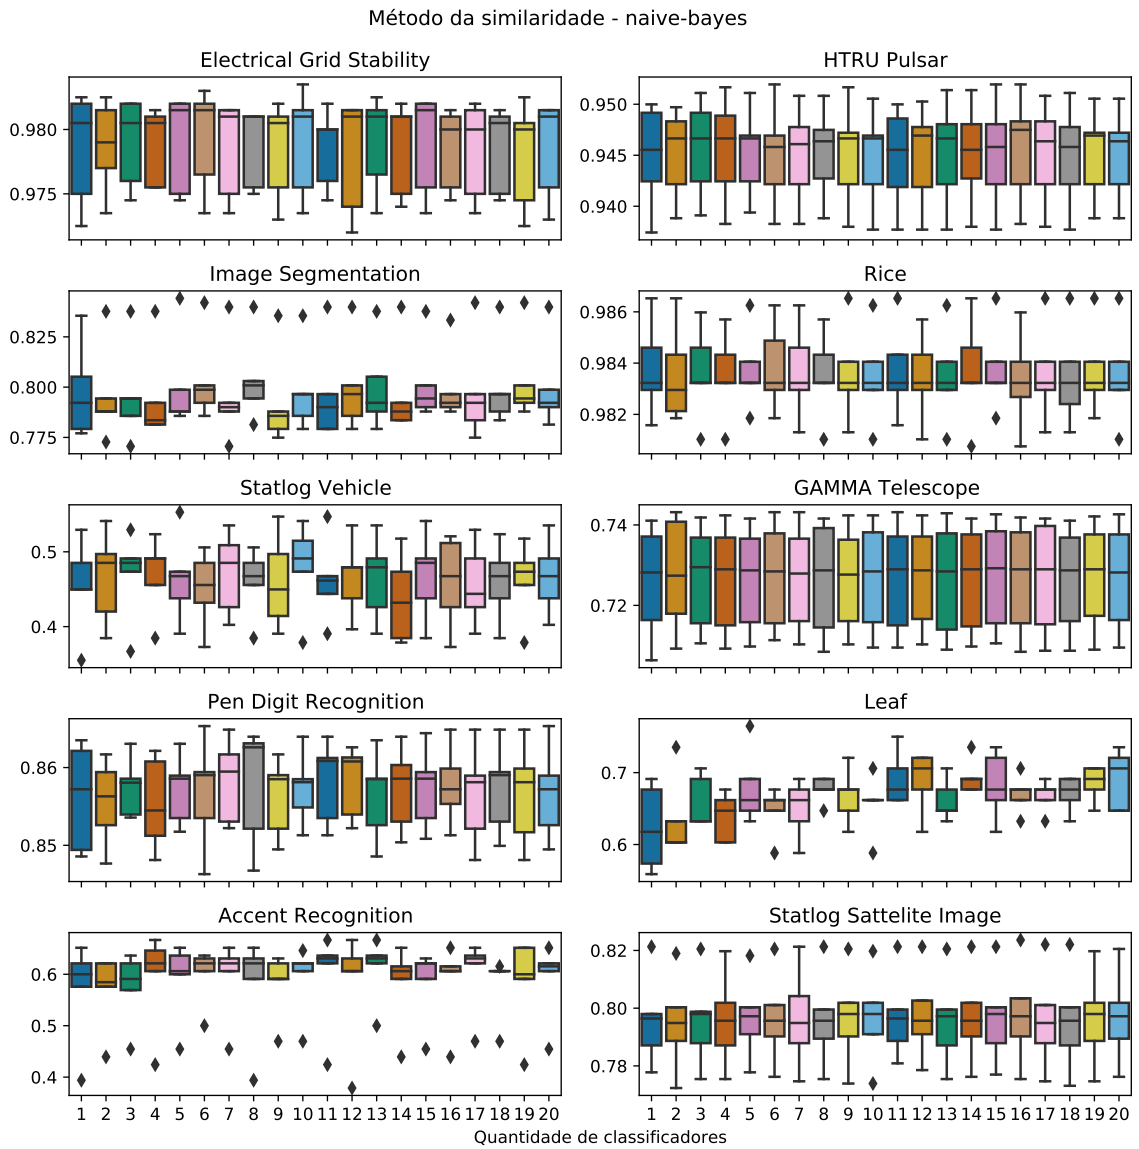 Método da similaridade - naive-bayes
Electrical Grid Stability
0.980
0.975
HTRU Pulsar
0.950
0.945
0.940
Image Segmentation
0.825
0.800
0.775
Rice
0.986
0.984
0.982
Statlog Vehicle
0.5
0.4
GAMMA Telescope
0.74
0.72
Pen Digit Recognition
0.86
0.85
Leaf
0.7
0.6
Accent Recognition
0.6
0.5
0.4
1 2 3 4 5 6 7 8 9 10 11 12 13 14 15 16 17 18 19 20
Statlog Sattelite Image
0.82
0.80
0.78
1 2 3 4 5 6 7 8 9 10 11 12 13 14 15 16 17 18 19 20
Quantidade de classificadores